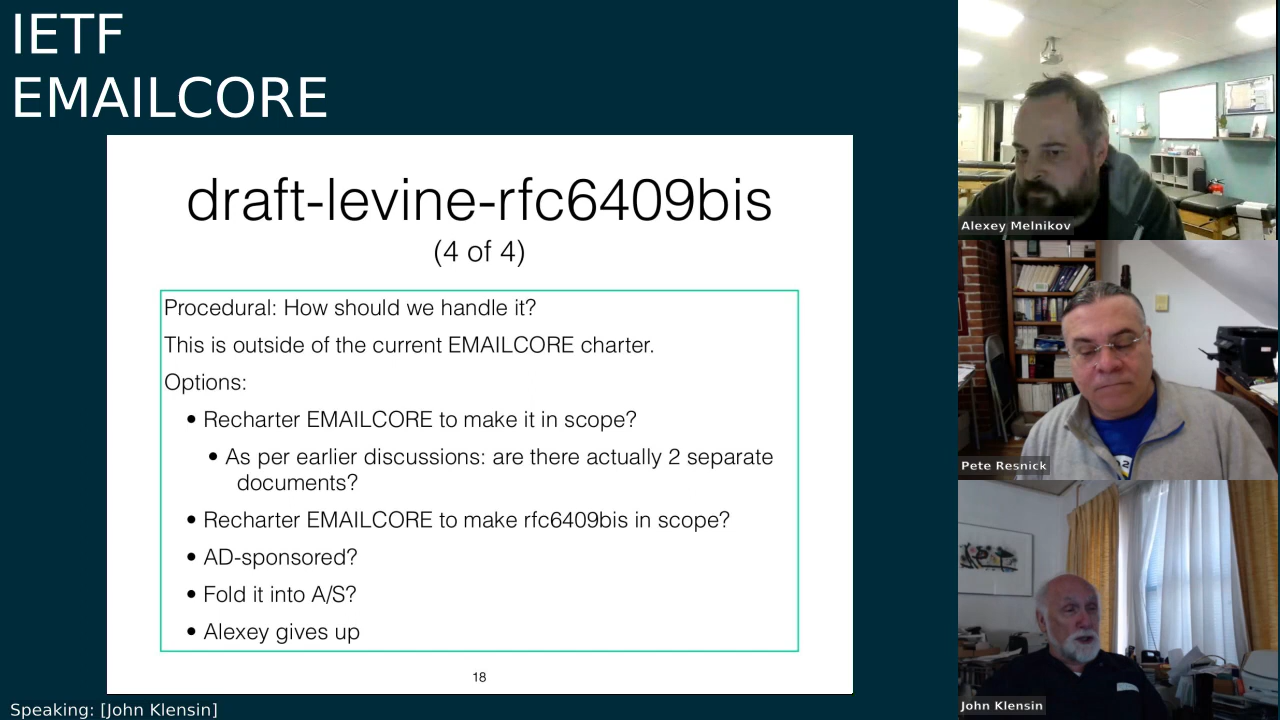 IETF
EMAILCORE
draft-levine-rfc6409bis
(4 of 4)
Procedural: How should we handle it?
This is outside of the current EMAILCORE charter.
Options:
• Recharter EMAILCORE to make it in scope?
• As per earlier discussions: are there actually 2 separate
documents?
• Recharter EMAILCORE to make rfc6409bis in scope?
• AD-sponsored?
• Fold it into A/S?
• Alexey gives up
18
Speaking: [John Klensin]
Alexey Melnikov
Pete Resnick
John Klensin